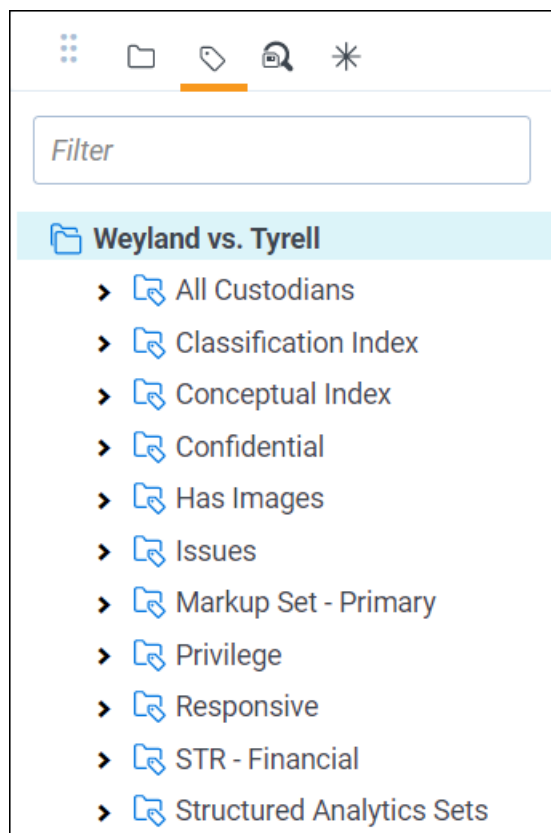 Filter
Weyland vs. Tyrell
All Custodians
Classification Index
Conceptual Index
Confidential
Has Images
Issues
Markup Set - Primary
Privilege
Responsive
STR - Financial
Structured Analytics Sets